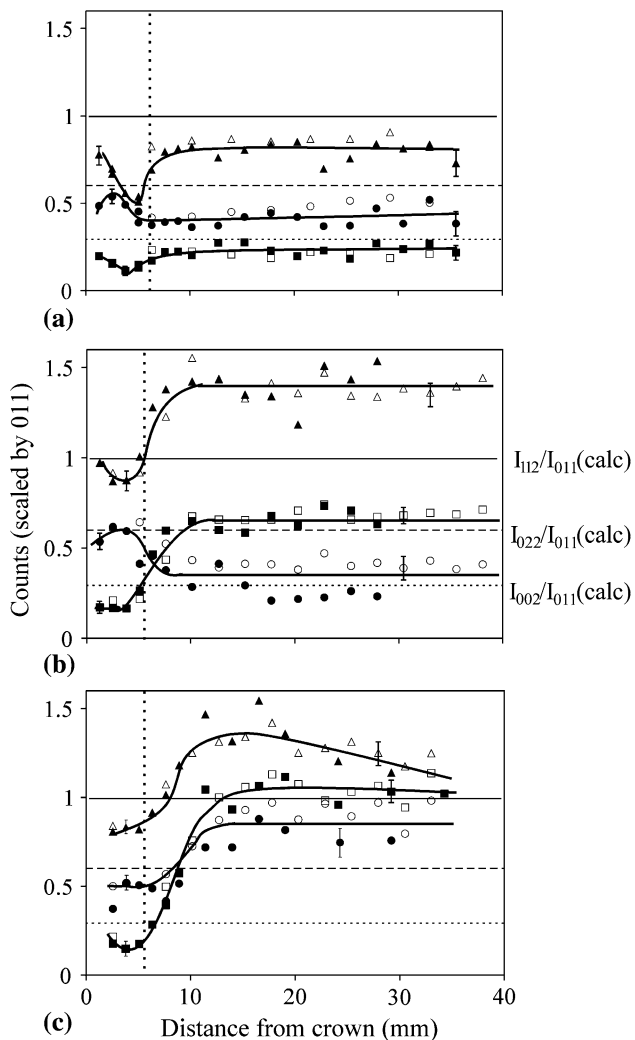 1.5
1
0.5
0
(a)
1.5
1
0.5
0
(b)
1.5
1
0.5
0
(c)
0 10 20 30 40
Distance from crown (mm)
Counts (scaled by 011)
I112/I011(calc)
I022/I011(calc)
I002/I011(calc)